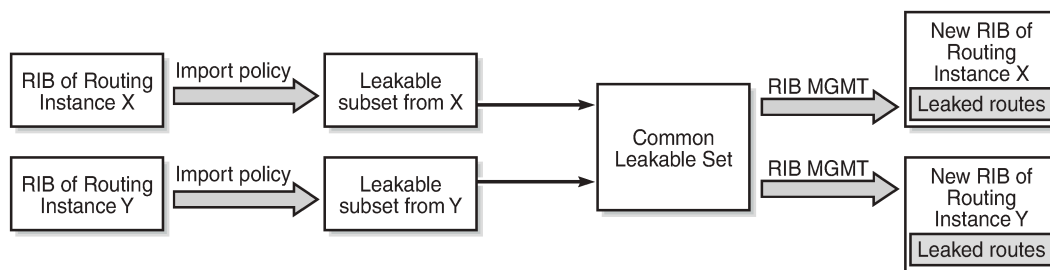 RIB of Routing
Instance X
Import policy
Leakable
subset from X
RIB MGMT
New RIB of
Routing
Instance X
Leaked routes
Common
Leakable Set
RIB of Routing
Instance Y
Import policy
Leakable
subset from Y
RIB MGMT
New RIB of
Routing
Instance Y
Leaked routes